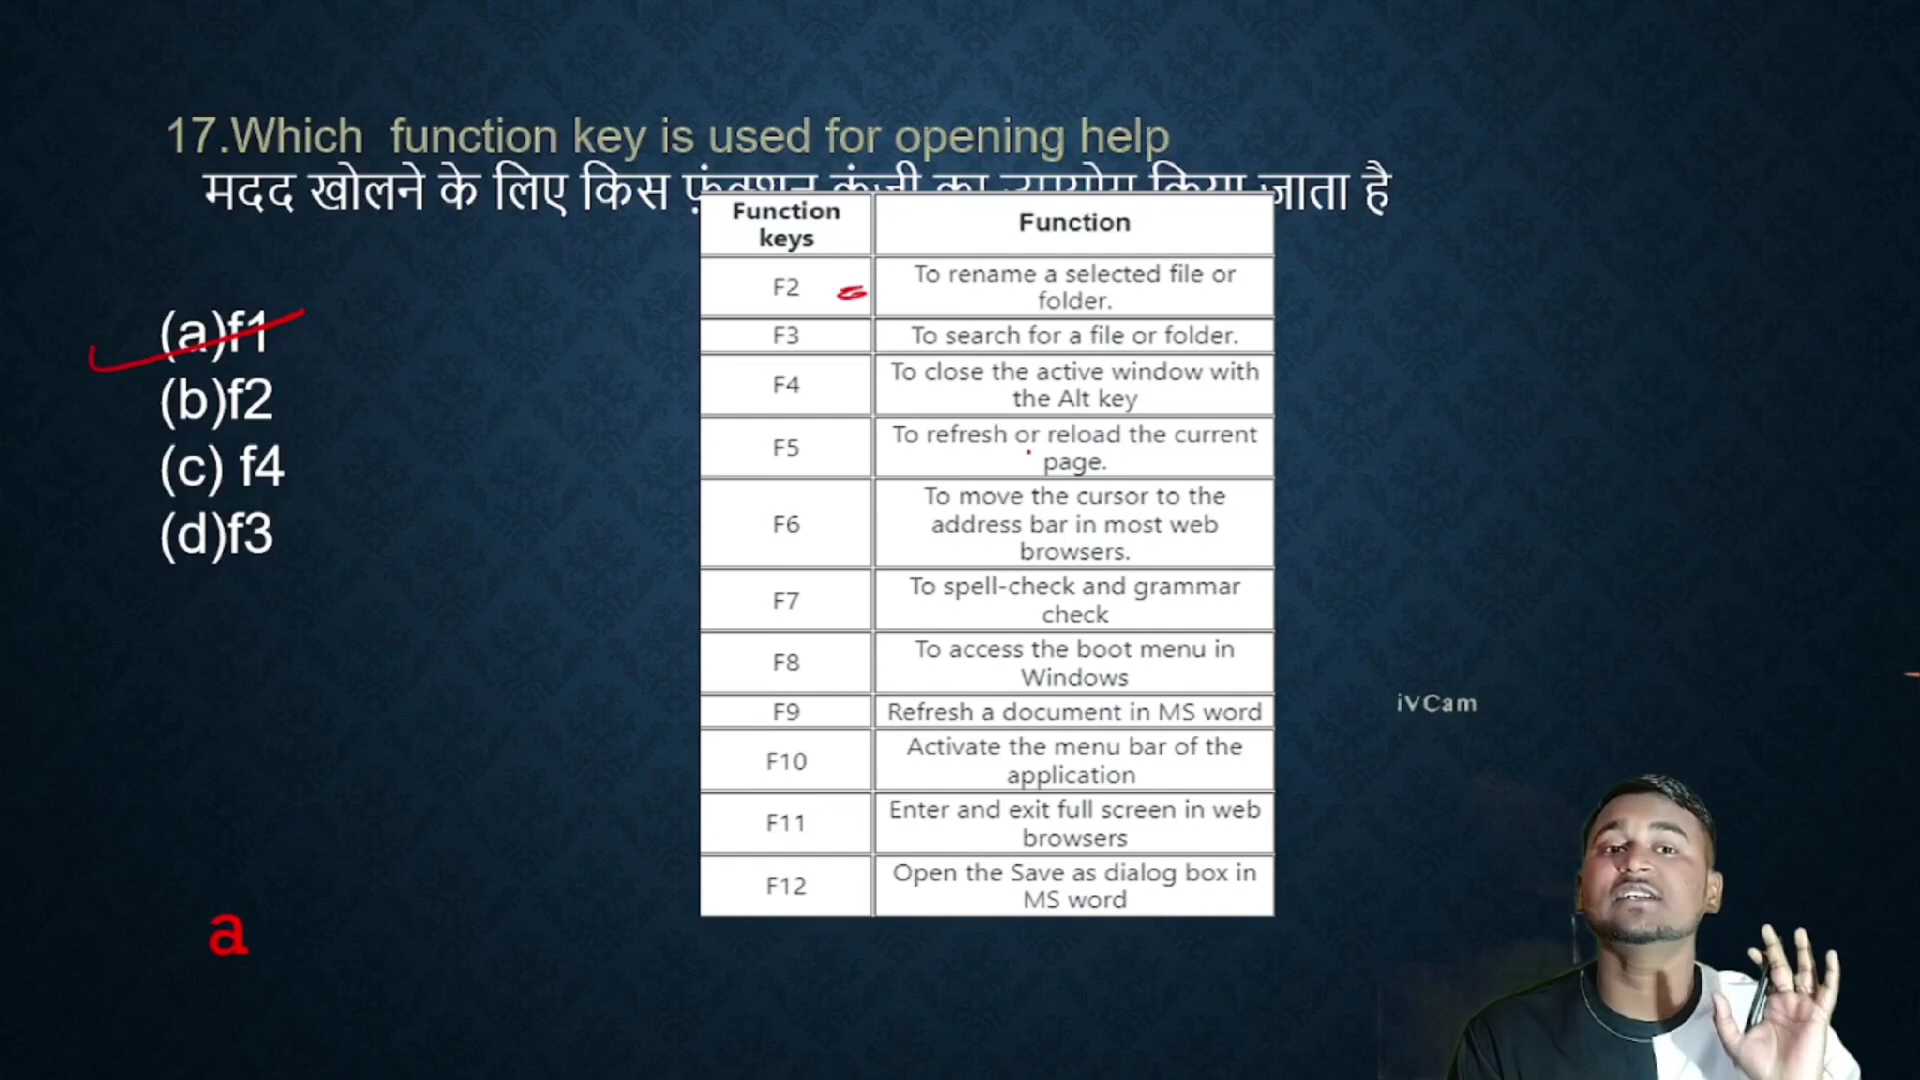 17.Which function key is used for opening help
मदद खोलने के लिए किस फ़ंक्शन कुंजी का उपयोग किया जाता है
(a)f1
(b)f2
(c) f4
(d)f3
Function
keys
Function
F2
To rename a selected file or
folder.
F3
To search for a file or folder.
F4
To close the active window with
the Alt key
F5
To refresh or reload the current
page.
F6
To move the cursor to the
address bar in most web
browsers.
F7
To spell-check and grammar
check
F8
To access the boot menu in
Windows
F9
Refresh a document in MS word
F10
Activate the menu bar of the
application
F11
Enter and exit full screen in web
browsers
F12
Open the Save as dialog box in
MS word
iVCam
a